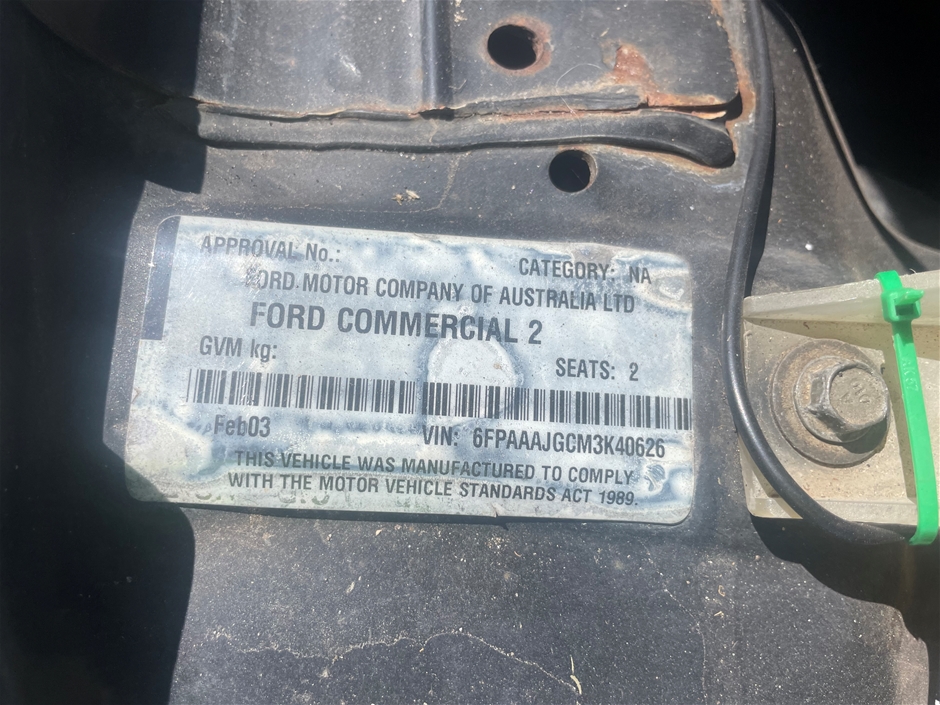 APPROVAL No.:
CATEGORY: NA
FORD MOTOR COMPANY OF AUSTRALIA LTD
FORD COMMERCIAL 2
GVM kg:
SEATS: 2
Feb03
VIN: 6FPAAAJGCM3K40626
THIS VEHICLE WAS MANUFACTURED TO COMPLY
WITH THE MOTOR VEHICLE STANDARDS ACT 1989.